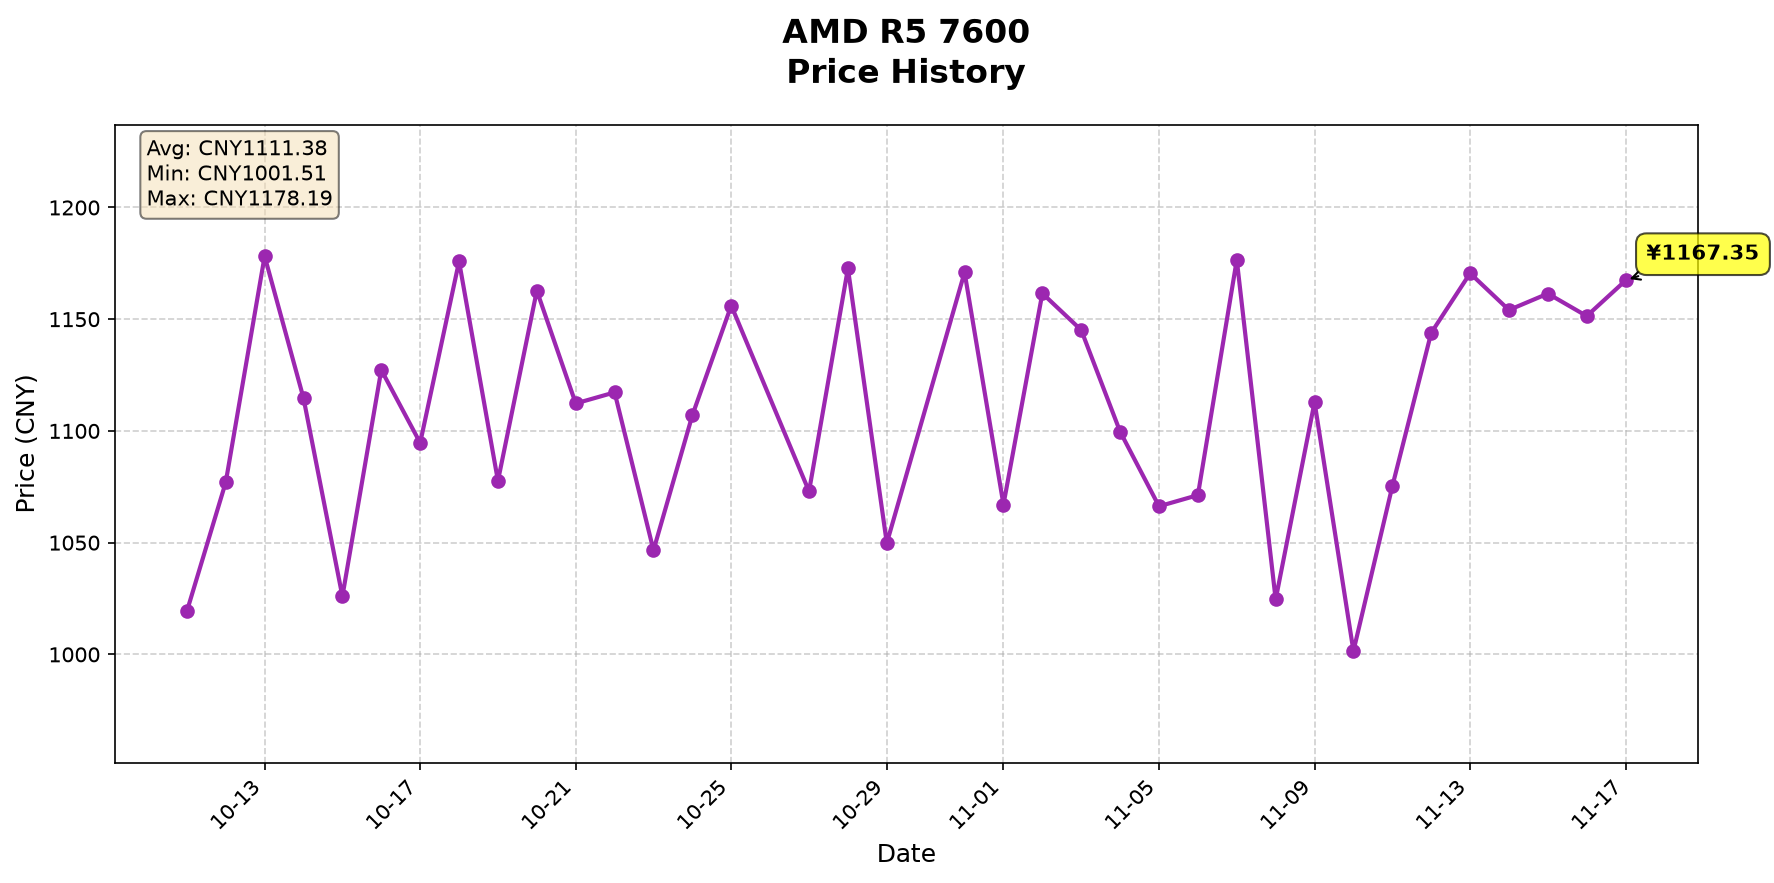 AMD R5 7600
Price History
Avg: CNY1111.38
Min: CNY1001.51
Max: CNY1178.19
¥1167.35
Price (CNY)
1200
1150
1100
1050
1000
10-13
10-17
10-21
10-25
10-29
11-01
11-05
11-09
11-13
11-17
Date